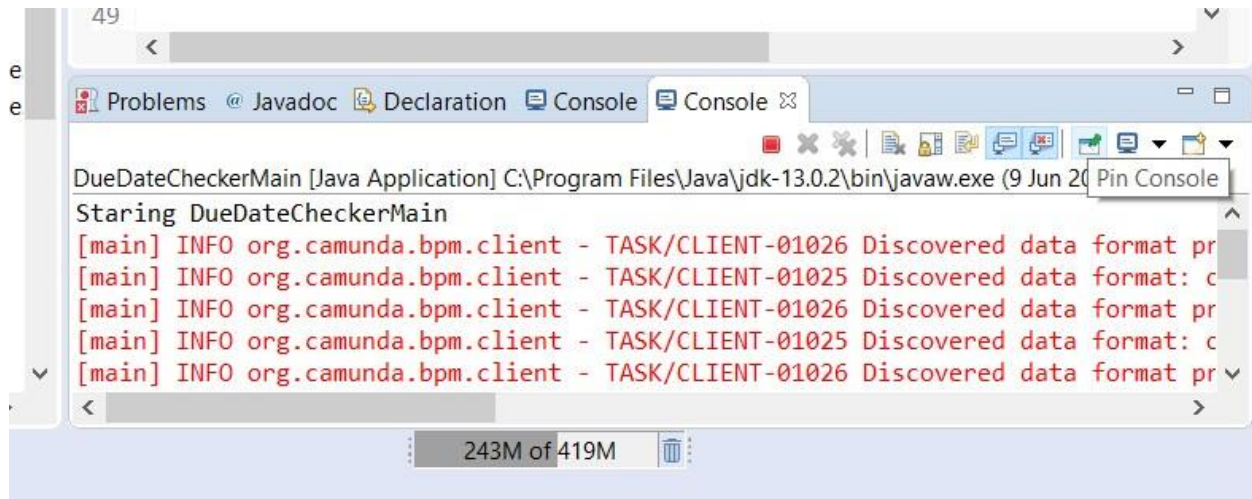 49
e
e
Problems @ Javadoc Declaration Console Console
DueDateCheckerMain [Java Application] C:\Program Files\Java\jdk-13.0.2\bin\javaw.exe (9 Jun 20
Pin Console
Staring DueDateCheckerMain
[main] INFO org.camunda.bpm.client - TASK/CLIENT-01026 Discovered data format pr
[main] INFO org.camunda.bpm.client - TASK/CLIENT-01025 Discovered data format: c
[main] INFO org.camunda.bpm.client - TASK/CLIENT-01026 Discovered data format pr
[main] INFO org.camunda.bpm.client - TASK/CLIENT-01025 Discovered data format: c
[main] INFO org.camunda.bpm.client - TASK/CLIENT-01026 Discovered data format pr
243M of 419M